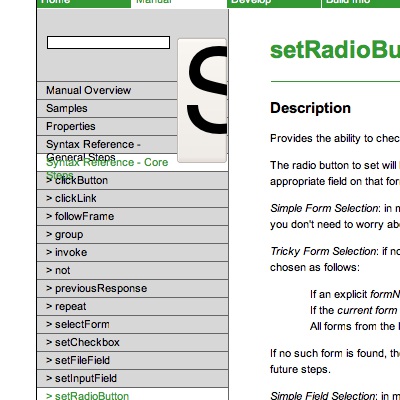 Home Manual Develop Build Info
S
Manual Overview
Samples
Properties
Syntax Reference -
General Steps
Syntax Reference - Core
Steps
> clickButton
> clickLink
> followFrame
> group
> invoke
> not
> previousResponse
> repeat
> selectForm
> setCheckbox
> setFileField
> setInputField
> setRadioButton
setRadioBu
Description
Provides the ability to chec
The radio button to set will
appropriate field on that for
Simple Form Selection: in m
you don't need to worry abo
Tricky Form Selection: if no
chosen as follows:
If an explicit formN
If the current form
All forms from the
If no such form is found, th
future steps.
Simple Field Selection: in m